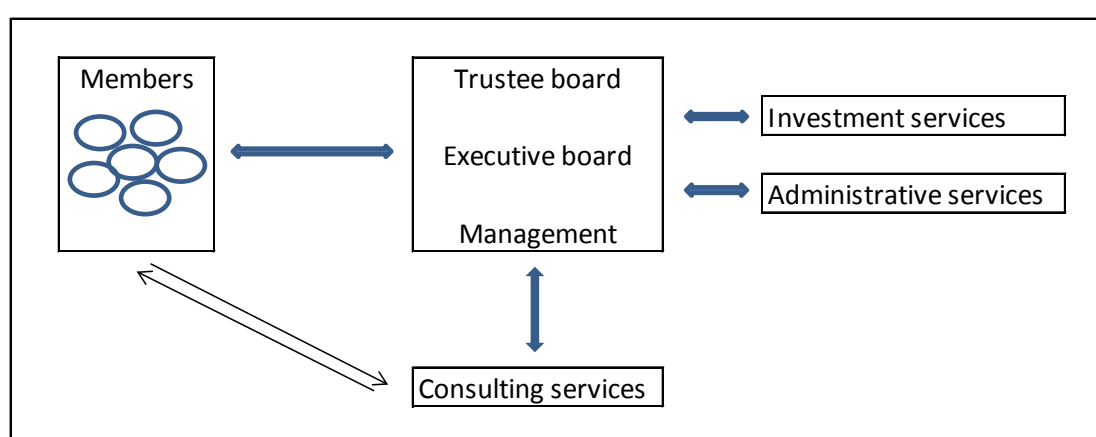 Members
Trustee board
Executive board
Management
Investment services
Administrative services
Consulting services